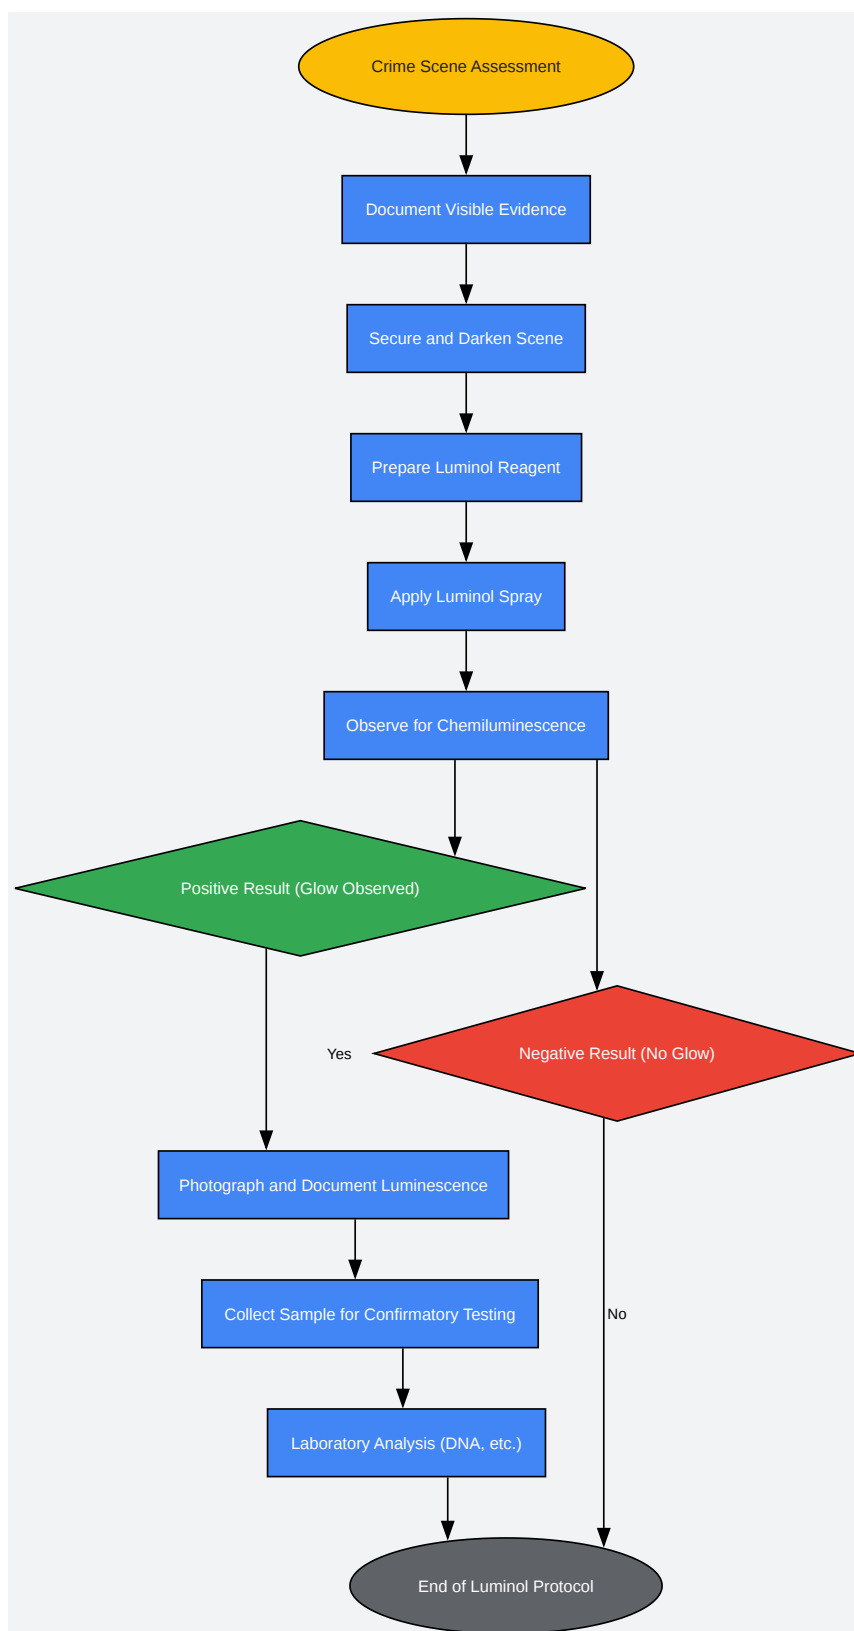 Crime Scene Assessment
Document Visible Evidence
Secure and Darken Scene
Prepare Luminol Reagent
Apply Luminol Spray
Observe for Chemiluminescence
Positive Result (Glow Observed)
Yes
Negative Result (No Glow)
Photograph and Document Luminescence
Collect Sample for Confirmatory Testing
No
Laboratory Analysis (DNA, etc.)
End of Luminol Protocol